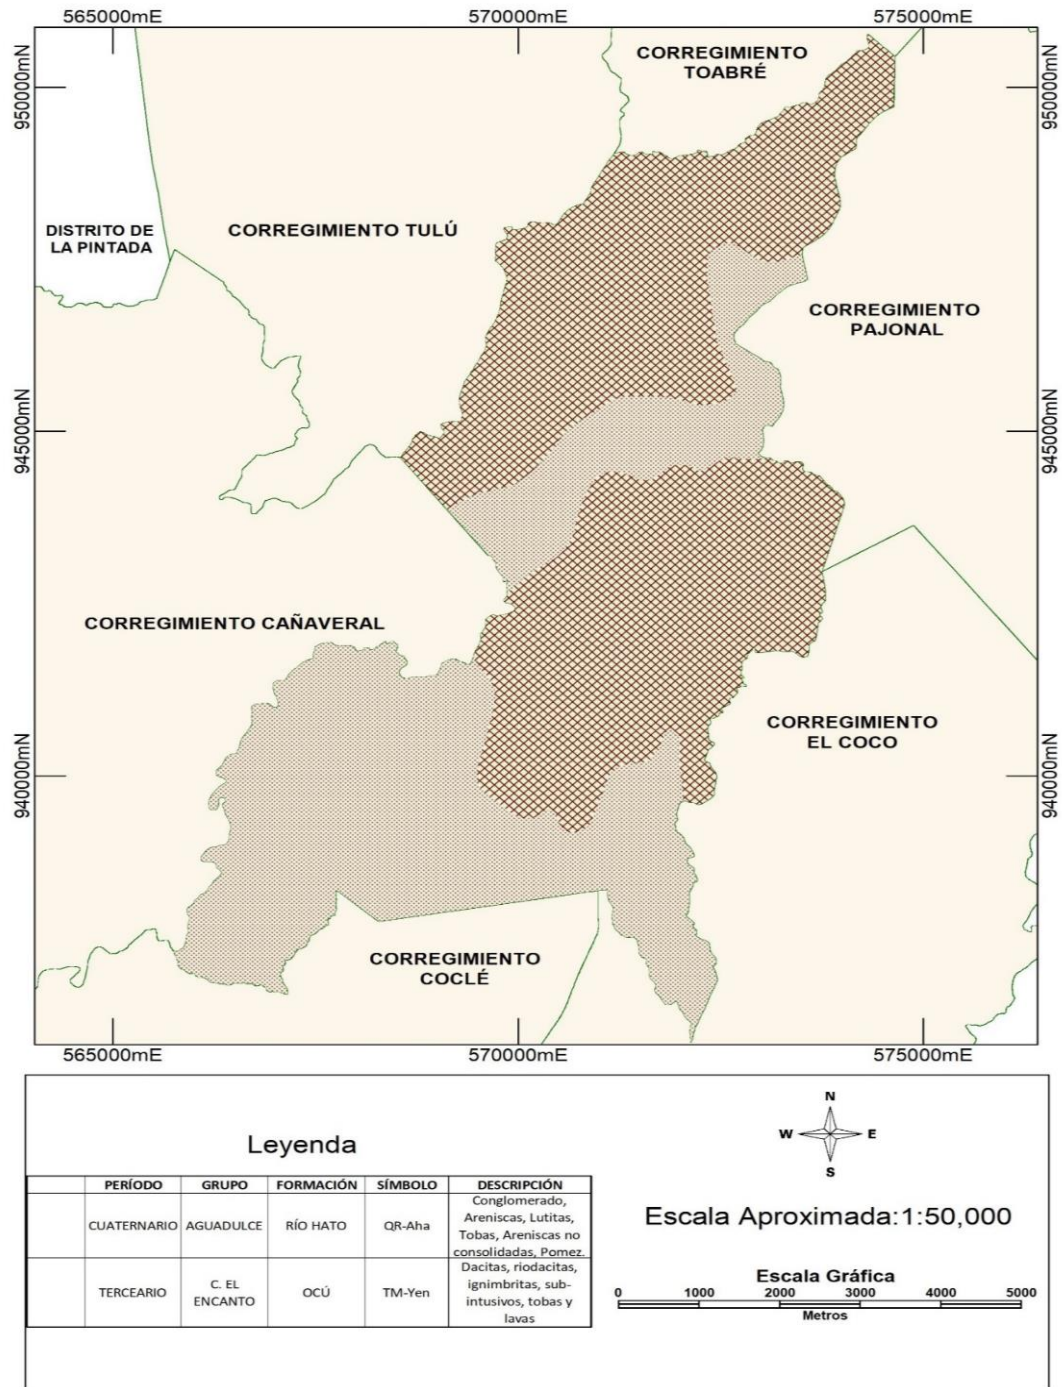 565000mE
570000mE
575000mE
CORREGIMIENTO
TOABRÉ
950000mN
950000mN
DISTRITO DE
LA PINTADA
CORREGIMIENTO TULÚ
CORREGIMIENTO
PAJONAL
945000mN
945000mN
CORREGIMIENTO CAÑAVERAL
CORREGIMIENTO
EL COCO
940000mN
940000mN
CORREGIMIENTO
COCLÉ
565000mE
570000mE
575000mE
Leyenda
PERÍODO GRUPO FORMACIÓN SÍMBOLO DESCRIPCIÓN
CUATERNARIO AGUADULCE RÍO HATO QR-Aha
Conglomerado,
Areniscas, Lutitas,
Tobas, Areniscas no
consolidadas, Pomez.
TERCEARIO
C. EL
ENCANTO
OCÚ TM-Yen
Dacitas, riodacitas,
ignimbritas, sub-
intusivos, tobas y
lavas
N
W E
S
Escala Aproximada:1:50,000
Escala Gráfica
0 1000 2000 3000 4000 5000
Metros